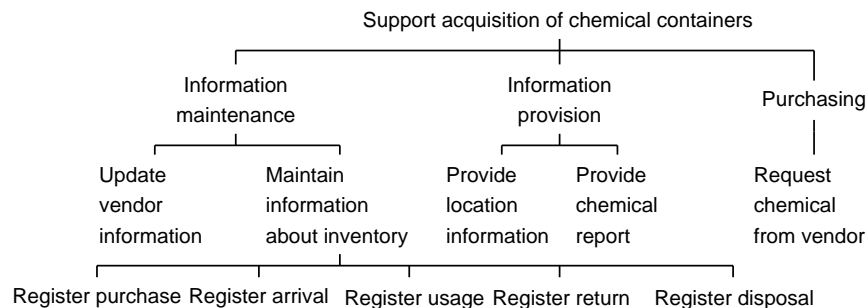 Support acquisition of chemical containers
Information
maintenance
Information
provision
Purchasing
Update
vendor
information
Maintain
information
about inventory
Provide
location
information
Provide
chemical
report
Request
chemical
from vendor
Register purchase
Register arrival
Register usage
Register return
Register disposal